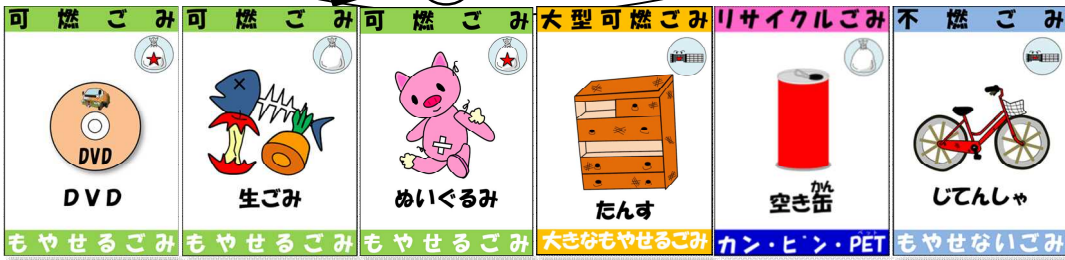 可燃ごみ
DVD
DVD
もやせるごみ
可燃ごみ
生ごみ
もやせるごみ
可燃ごみ
ぬいぐるみ
もやせるごみ
大型可燃ごみ
たんす
大きなもやせるごみ
リサイクルごみ
空き缶
かん
カン・ビン・PET
不燃ごみ
じてんしゃ
もやせないごみ